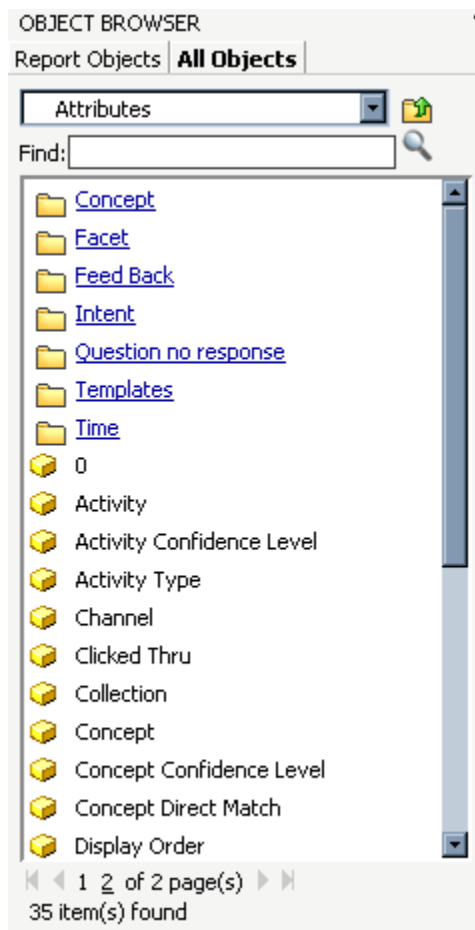 OBJECT BROWSER
Report Objects All Objects
Attributes
Find:
Concept
Facet
Feed Back
Intent
Question no response
Templates
Time
0
Activity
Activity Confidence Level
Activity Type
Channel
Clicked Thru
Collection
Concept
Concept Confidence Level
Concept Direct Match
Display Order
1 2 of 2 page(s)
35 item(s) found